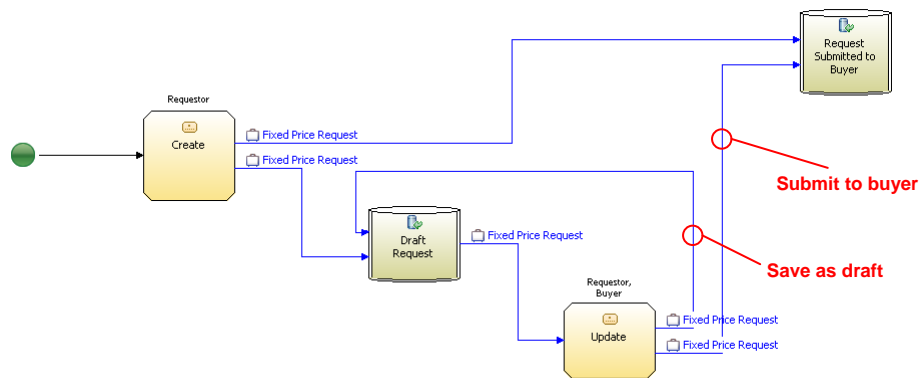 Request
Submitted to
Buyer
Requestor
Fixed Price Request
Create
Fixed Price Request
Submit to buyer
Draft
Request
Fixed Price Request
Save as draft
Requestor,
Buyer
Fixed Price Request
Update
Fixed Price Request